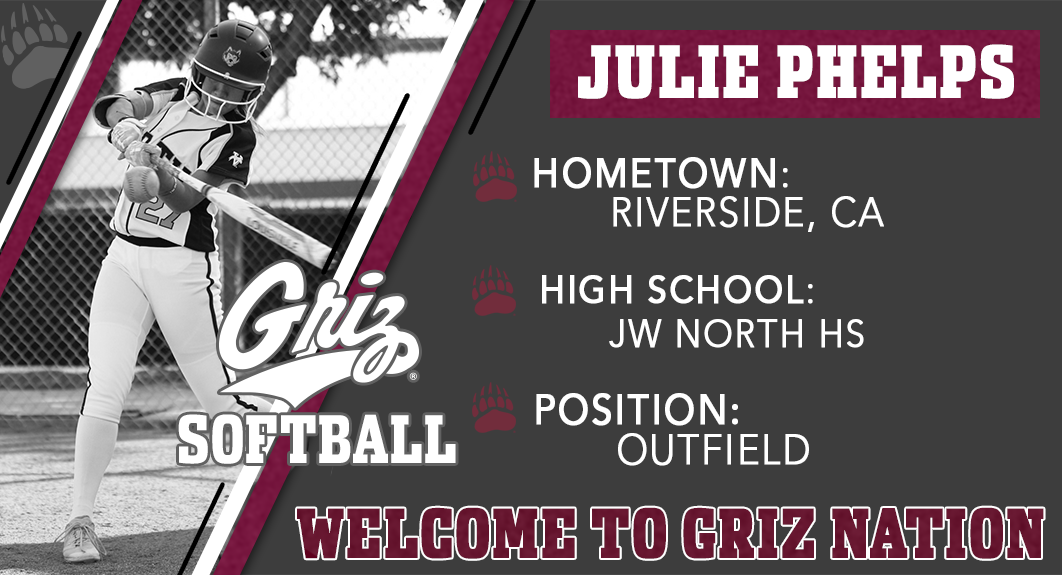 JULIE PHELPS
HOMETOWN:
RIVERSIDE, CA
HIGH SCHOOL:
JW NORTH HS
POSITION:
OUTFIELD
27
Griz
®
SOFTBALL
WELCOME TO GRIZ NATION